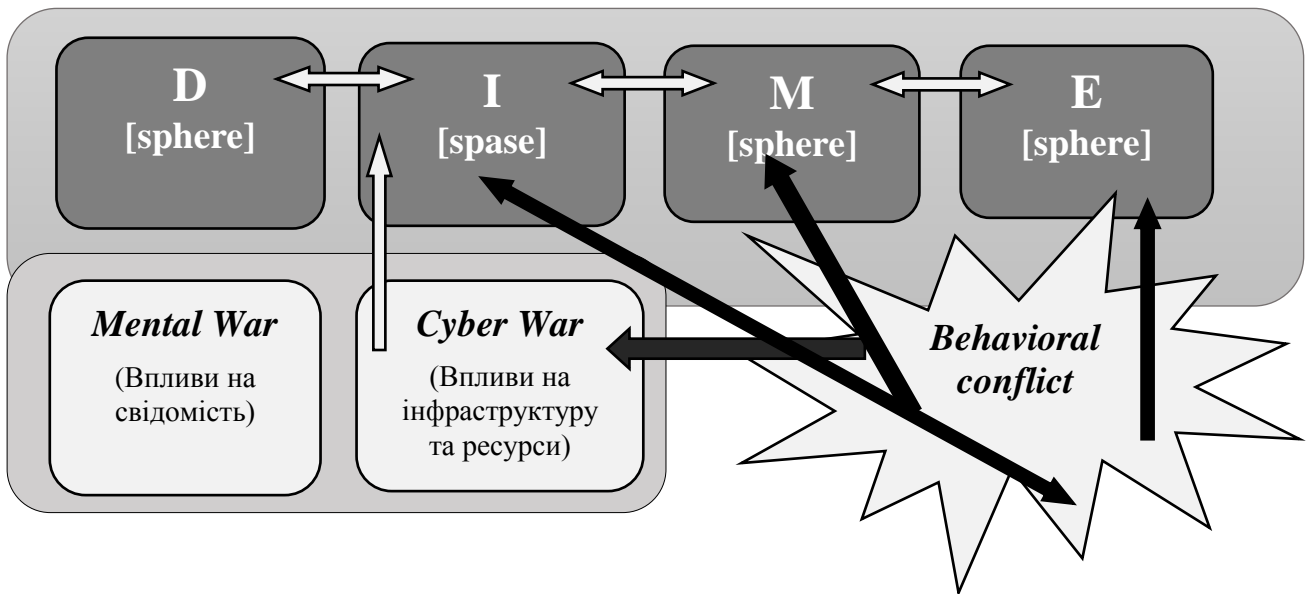 D
[sphere]
I
[spase]
M
[sphere]
E
[sphere]
Mental War
(Впливи на
свідомість)
Cyber War
(Впливи на
інфраструктуру
та ресурси)
Behavioral
conflict